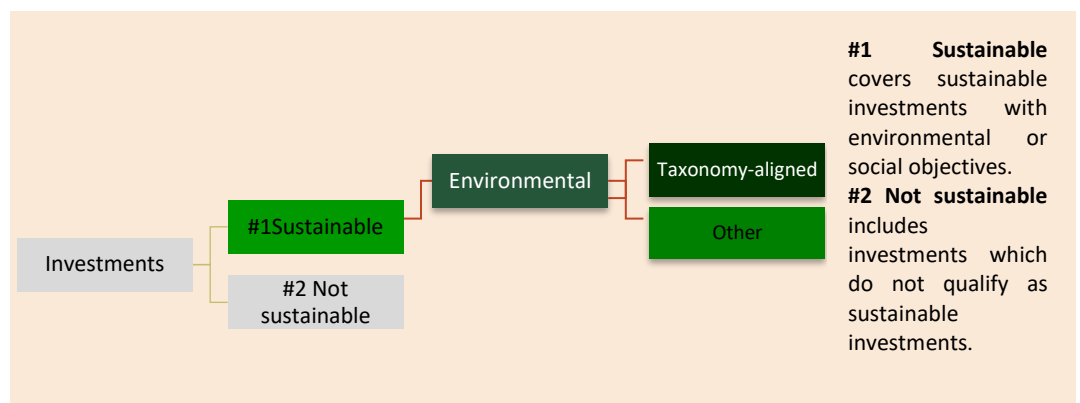 Investments
#1Sustainable
#2 Not
sustainable
Environmental
Taxonomy-aligned
Other
#1 Sustainable
covers sustainable
investments with
environmental or
social objectives.
#2 Not sustainable
includes
investments which
do not qualify as
sustainable
investments.